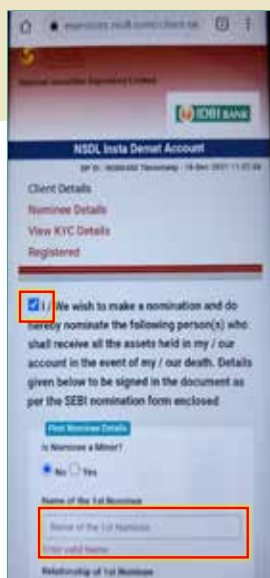 National Securities Depository Limited
IDBI BANK
NSDL Insta Demat Account
Client Details
Nominee Details
View KYC Details
Registered
I / We wish to make a nomination and do
hereby nominate the following person(s) who
shall receive all the assets held in my / our
account in the event of my / our death. Details
given below to be signed in the document as
per the SEBI nomination form enclosed
First Nominee Details
Is Nominee a Minor?
No Yes
Name of the 1st Nominee
Name of the 1st Nominee
Enter valid Name
Relationship of 1st Nominee